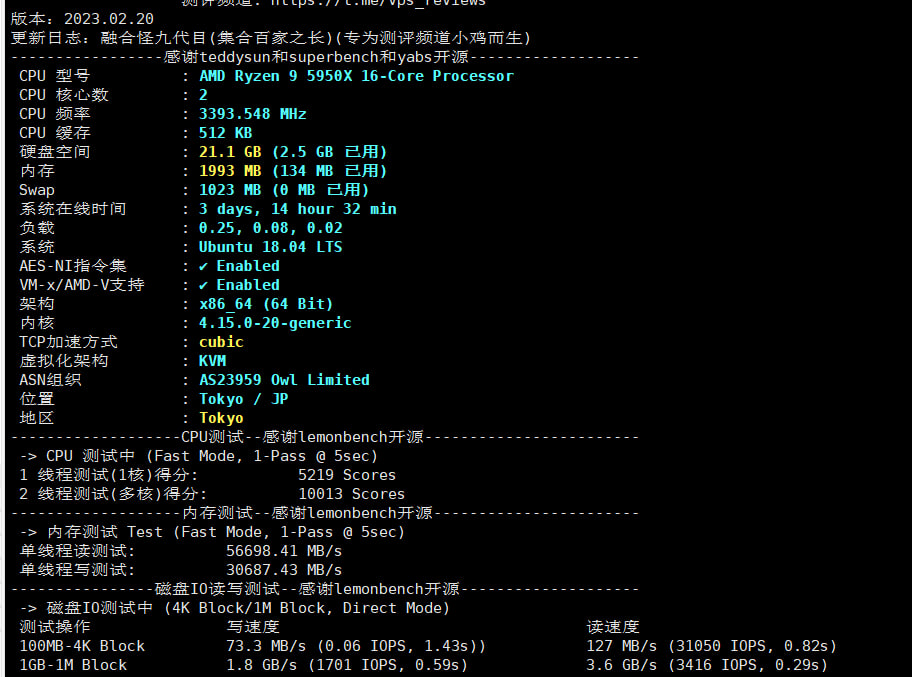 测评频道: https://t.me/vps_reviews
版本: 2023.02.20
更新日志: 融合怪九代目(集合百家之长)(专为测评频道小鸡而生)
-----------------感谢teddysun和superbench和yabs开源-------------------
CPU 型号 : AMD Ryzen 9 5950X 16-Core Processor
CPU 核心数 : 2
CPU 频率 : 3393.548 MHz
CPU 缓存 : 512 KB
硬盘空间 : 21.1 GB (2.5 GB 已用)
内存 : 1993 MB (134 MB 已用)
Swap : 1023 MB (0 MB 已用)
系统在线时间 : 3 days, 14 hour 32 min
负载 : 0.25, 0.08, 0.02
系统 : Ubuntu 18.04 LTS
AES-NI指令集 : ✔ Enabled
VM-x/AMD-V支持 : ✔ Enabled
架构 : x86_64 (64 Bit)
内核 : 4.15.0-20-generic
TCP加速方式 : cubic
虚拟化架构 : KVM
ASN组织 : AS23959 Owl Limited
位置 : Tokyo / JP
地区 : Tokyo
-------------------CPU测试--感谢lemonbench开源------------------------
-> CPU 测试中 (Fast Mode, 1-Pass @ 5sec)
1 线程测试(1核)得分: 5219 Scores
2 线程测试(多核)得分: 10013 Scores
-------------------内存测试--感谢lemonbench开源-----------------------
-> 内存测试 Test (Fast Mode, 1-Pass @ 5sec)
单线程读测试: 56698.41 MB/s
单线程写测试: 30687.43 MB/s
----------------磁盘IO读写测试--感谢lemonbench开源--------------------
-> 磁盘IO测试中 (4K Block/1M Block, Direct Mode)
测试操作 写速度 读速度
100MB-4K Block 73.3 MB/s (0.06 IOPS, 1.43s)) 127 MB/s (31050 IOPS, 0.82s)
1GB-1M Block 1.8 GB/s (1701 IOPS, 0.59s) 3.6 GB/s (3416 IOPS, 0.29s)